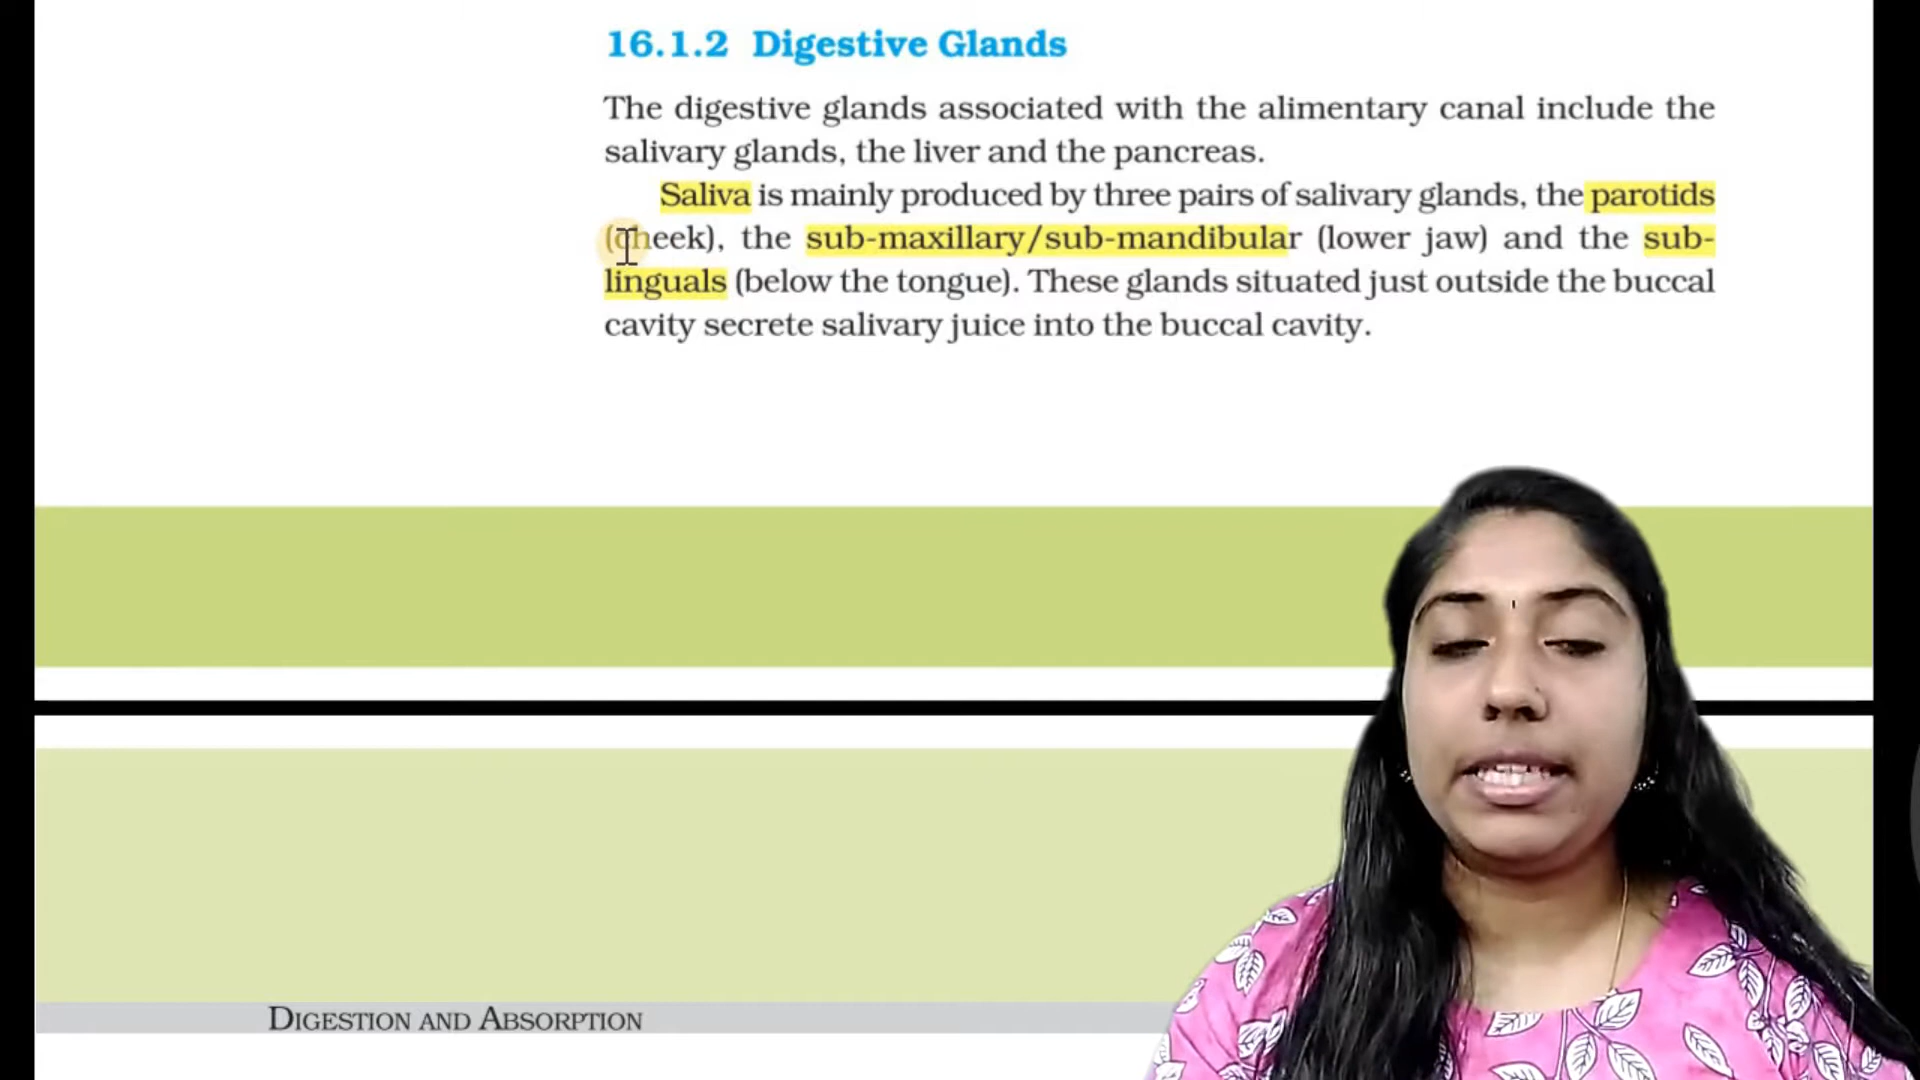 16.1.2 Digestive Glands
The digestive glands associated with the alimentary canal include the
salivary glands, the liver and the pancreas.
Saliva is mainly produced by three pairs of salivary glands, the parotids
(cheek), the sub-maxillary/sub-mandibular (lower jaw) and the sub-
linguals (below the tongue). These glands situated just outside the buccal
cavity secrete salivary juice into the buccal cavity.
DIGESTION AND ABSORPTION